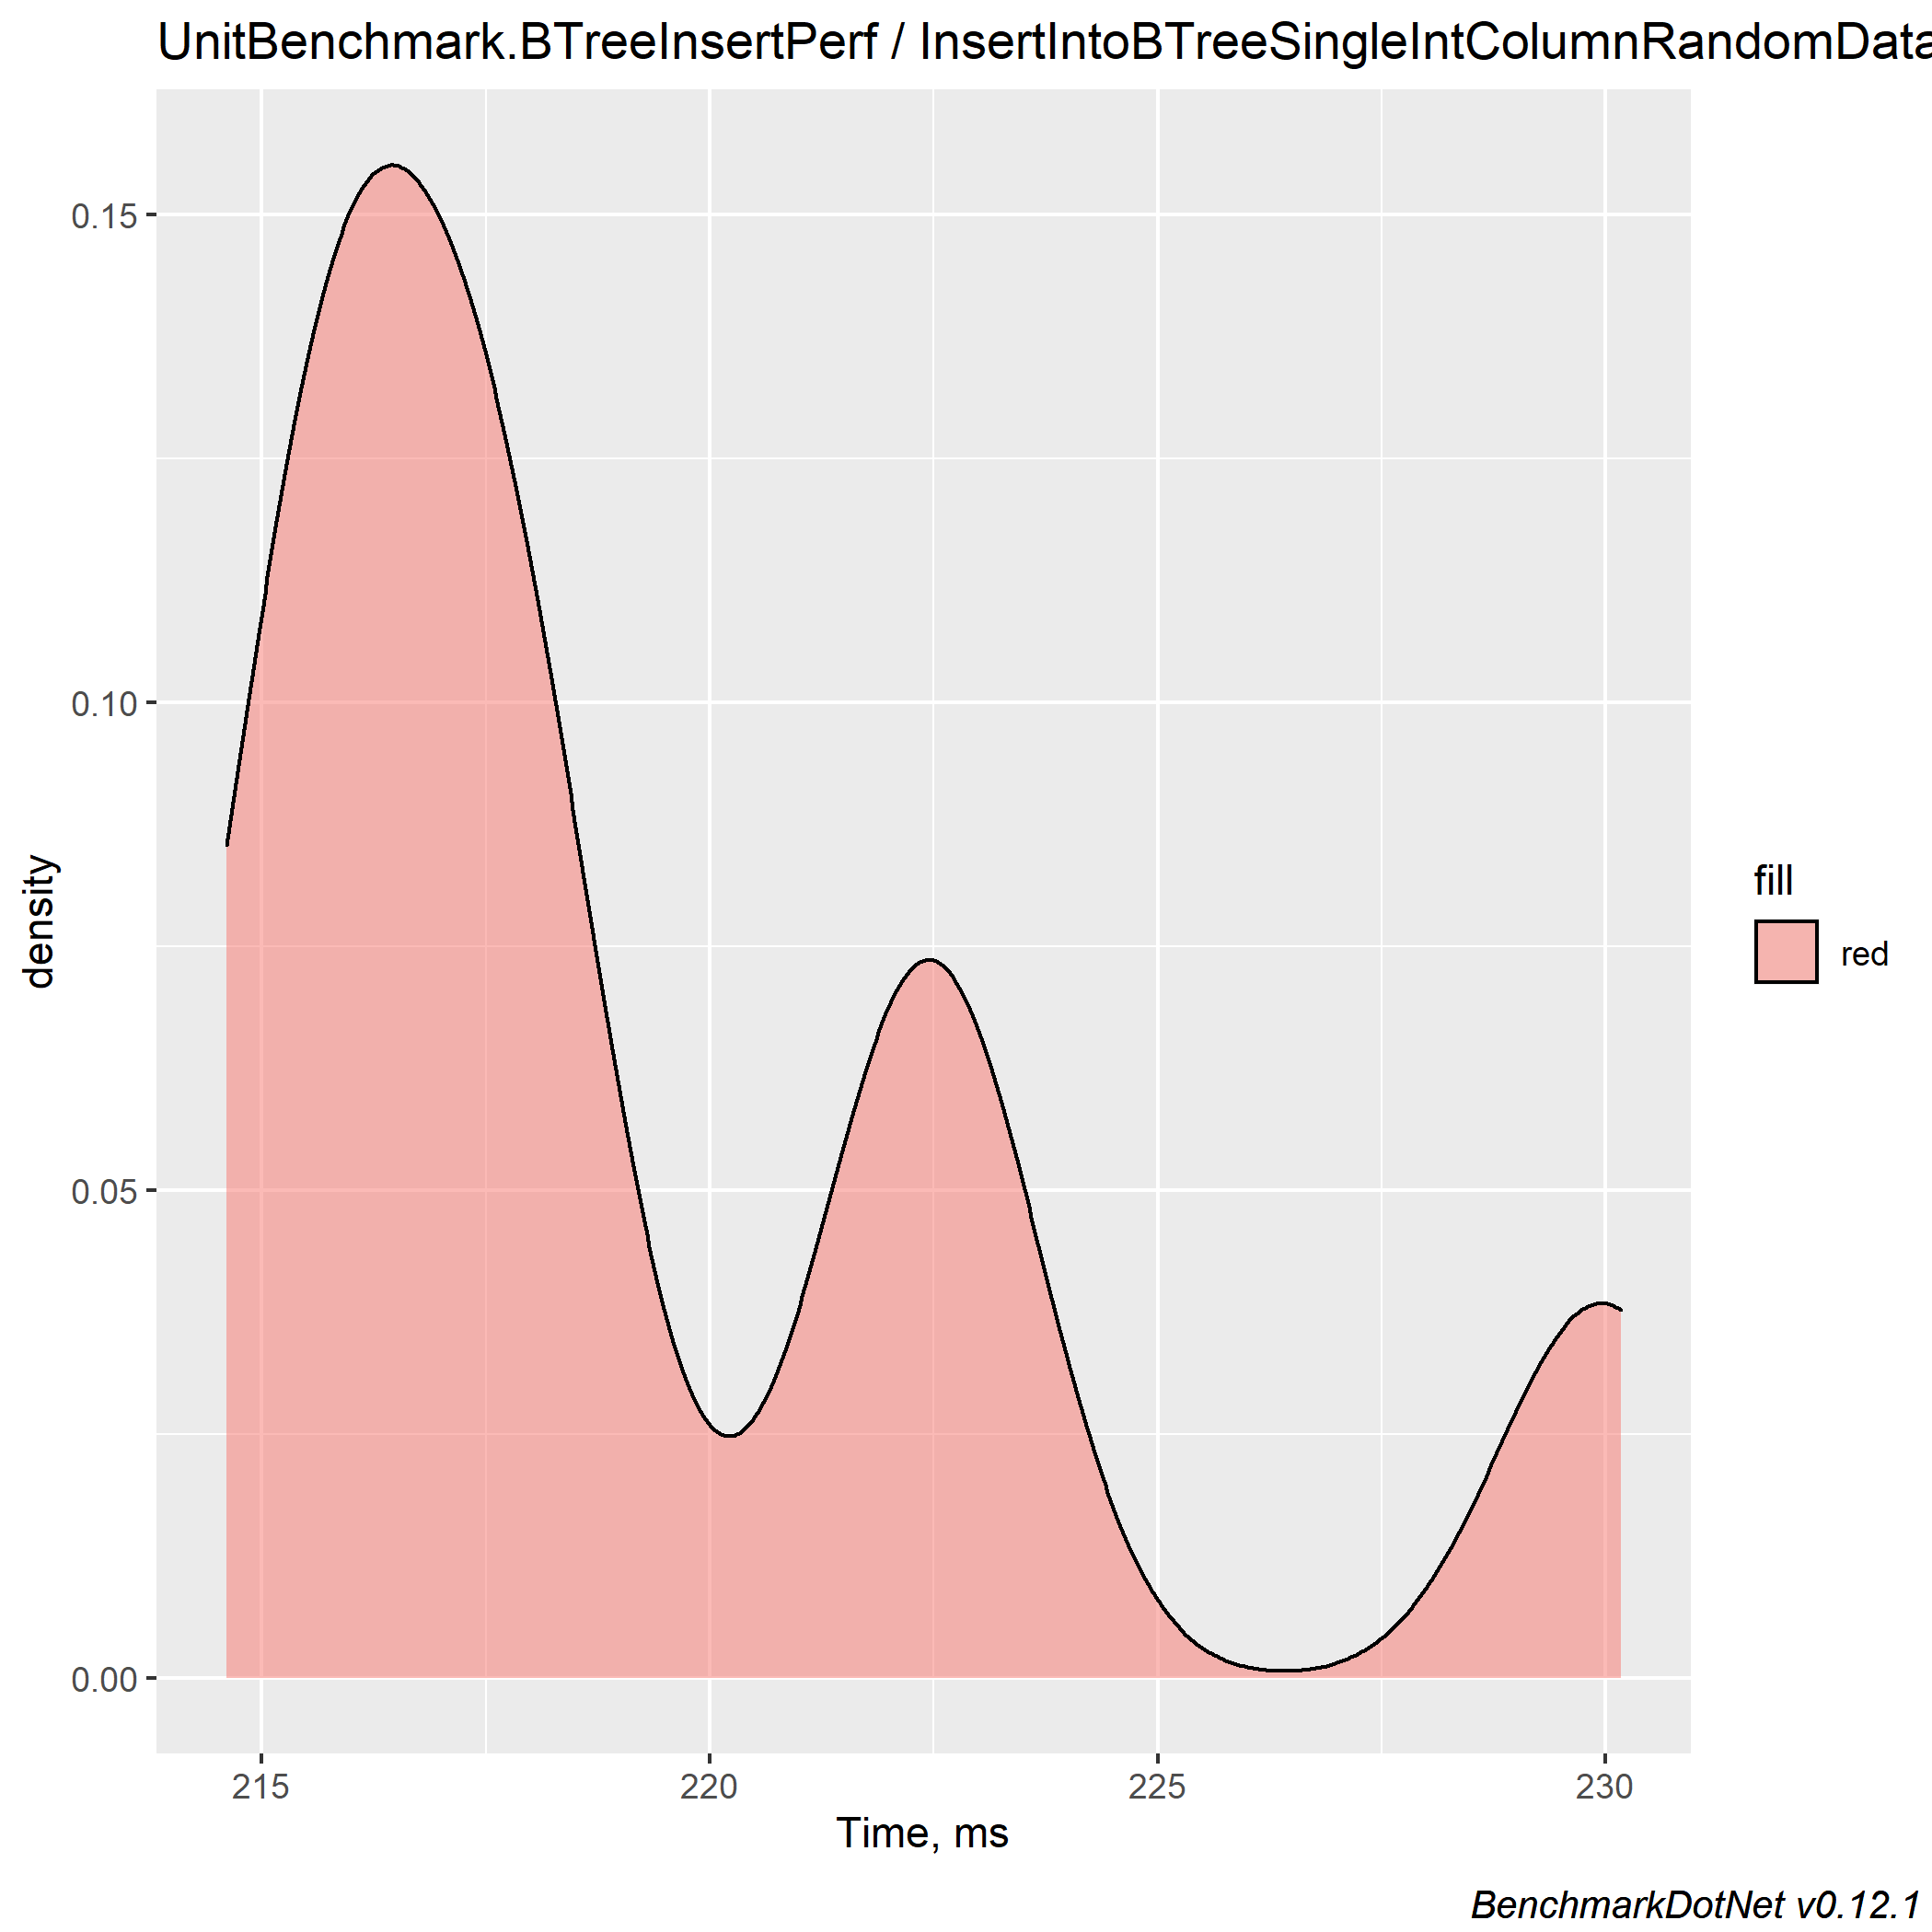 UnitBenchmark.BTreeInsertPerf / InsertIntoBTreeSingleIntColumnRandomData
0.15
0.10
0.05
0.00
density
215
220
225
230
Time, ms
fill
red
BenchmarkDotNet v0.12.1